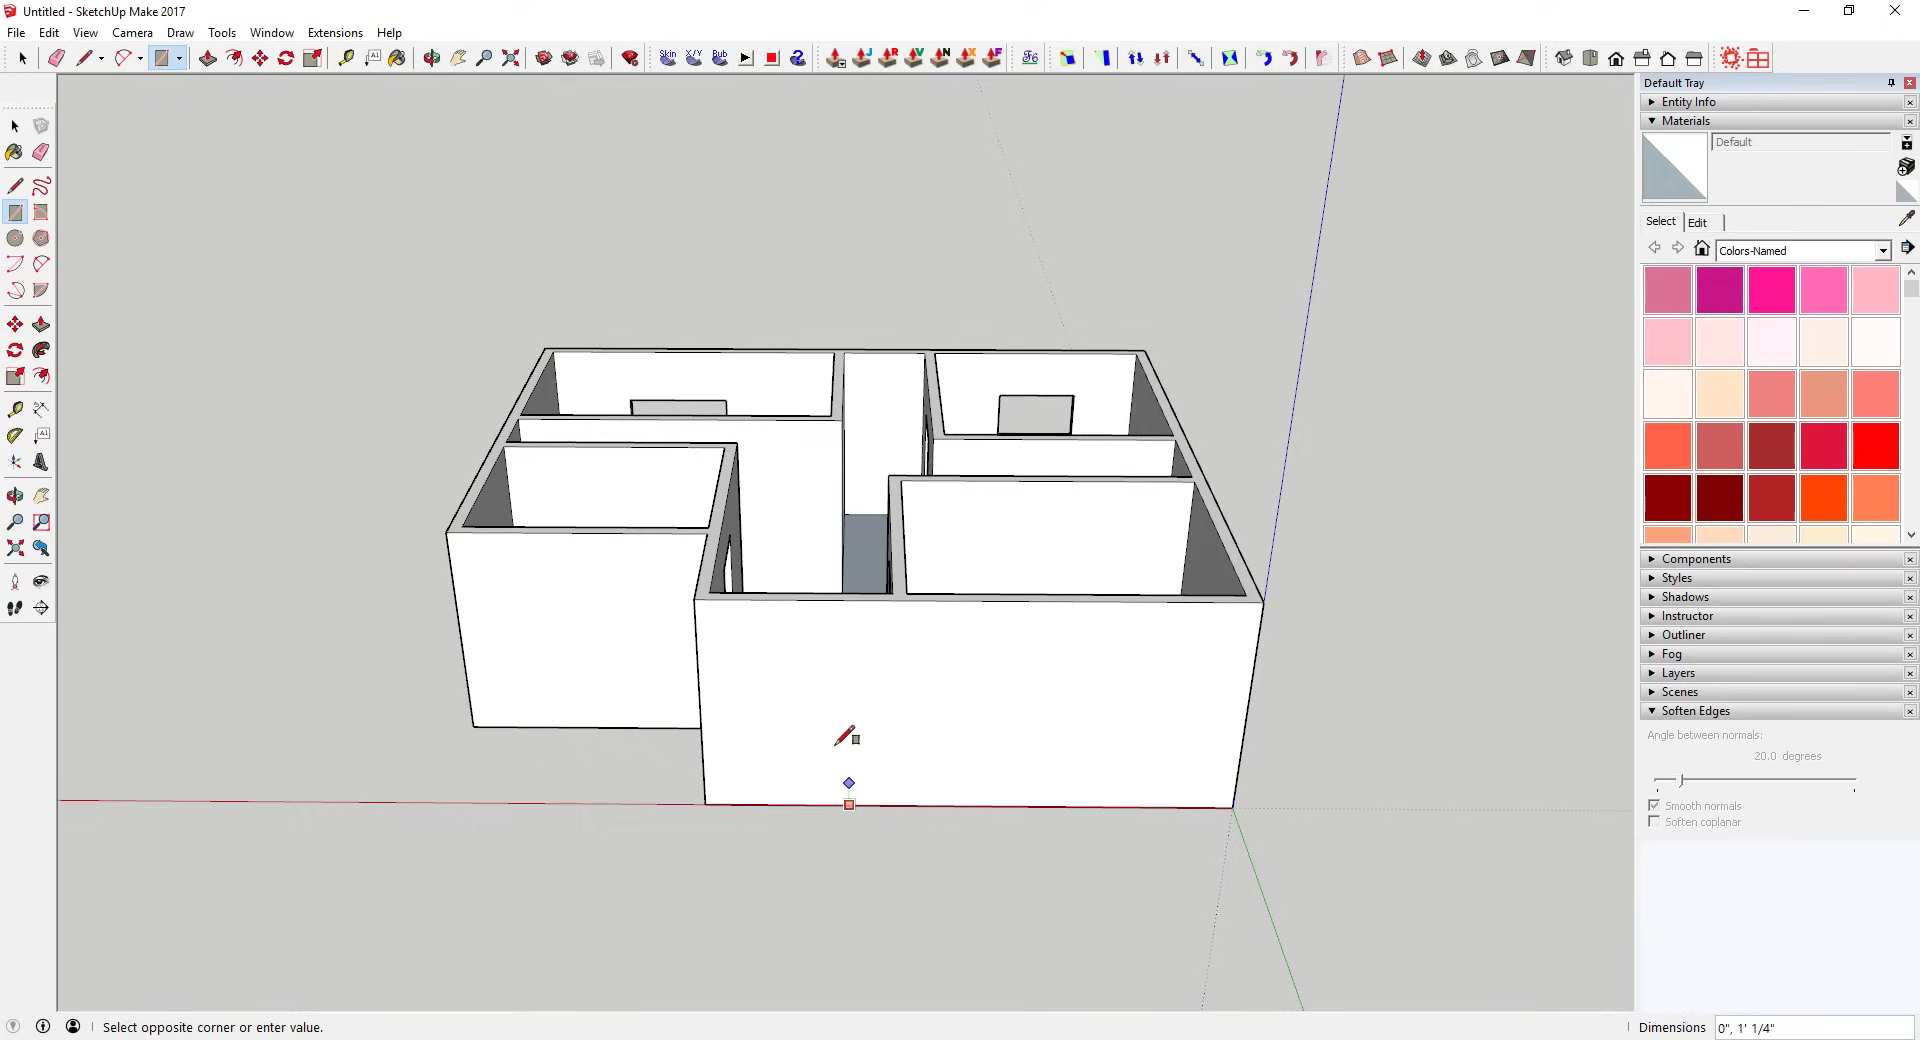 Untitled - SketchUp Make 2017
File Edit View Camera Draw Tools Window Extensions Help
Skin X/Y Bub J R V N X F
Default Tray
Entity Info
Materials
Default
Select Edit
Colors-Named
Components
Styles
Shadows
Instructor
Outliner
Fog
Layers
Scenes
Soften Edges
Angle between normals:
20.0 degrees
Smooth normals
Soften coplanar
Select opposite corner or enter value.
Dimensions 0", 1' 1/4"